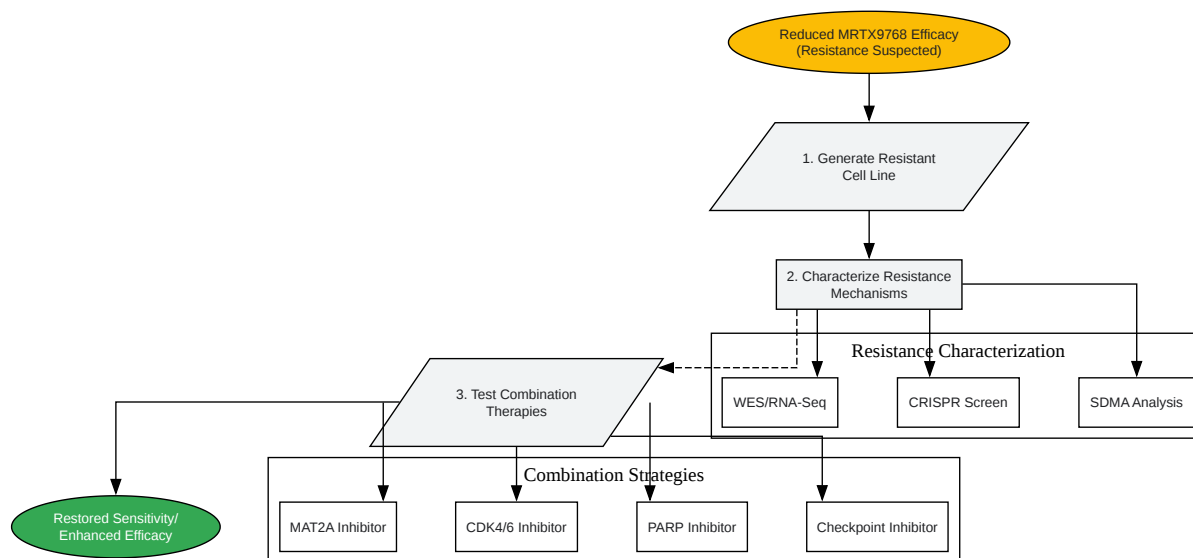 Reduced MRTX9768 Efficacy
(Resistance Suspected)
1. Generate Resistant
Cell Line
2. Characterize Resistance
Mechanisms
Resistance Characterization
WES/RNA-Seq
CRISPR Screen
SDMA Analysis
3. Test Combination
Therapies
Combination Strategies
MAT2A Inhibitor
CDK4/6 Inhibitor
PARP Inhibitor
Checkpoint Inhibitor
Restored Sensitivity/
Enhanced Efficacy